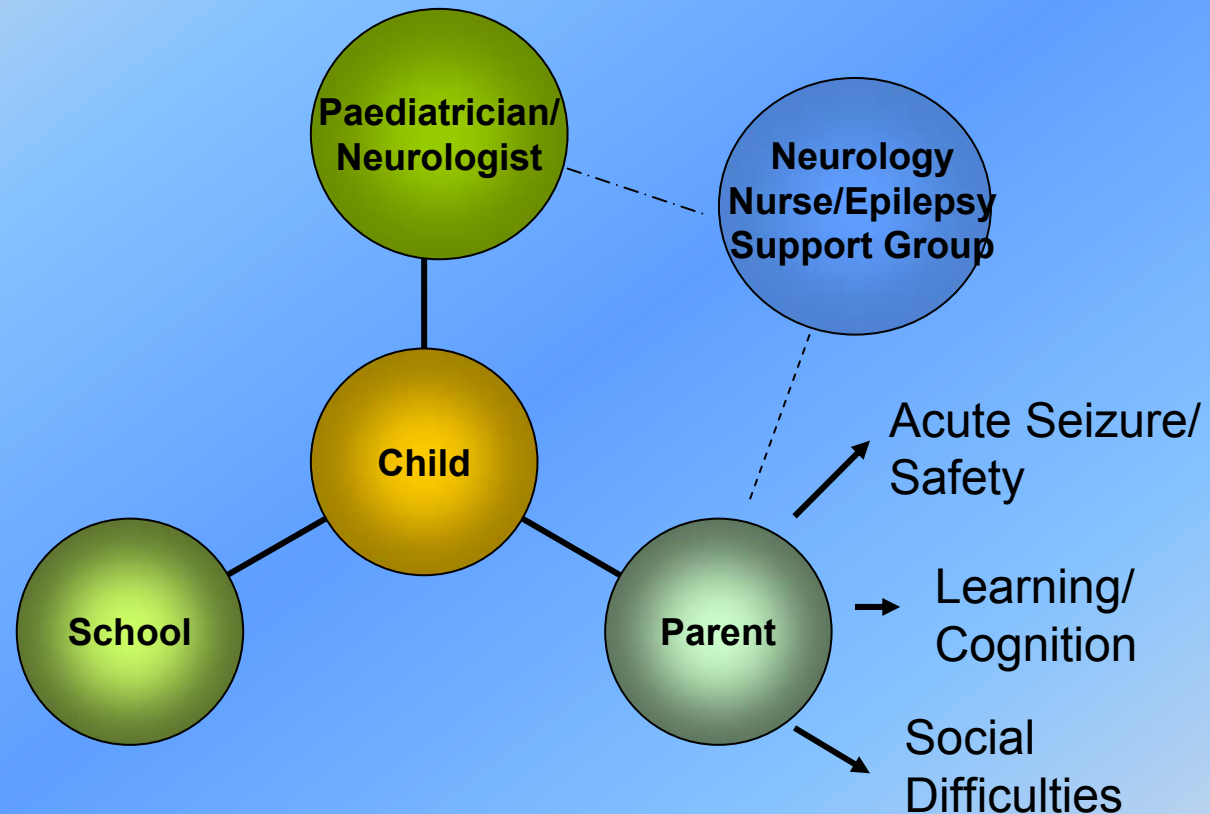 Paediatrician/
Neurologist
Neurology
Nurse/Epilepsy
Support Group
Child
Acute Seizure/
Safety
School
Parent
Learning/
Cognition
Social
Difficulties